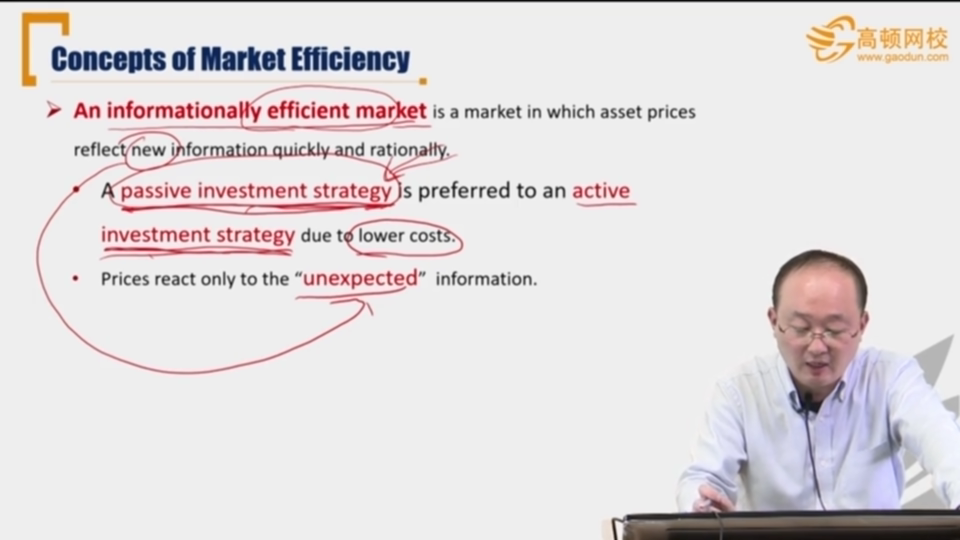 高顿网校
www.gaodun.com
Concepts of Market Efficiency
An informationally efficient market is a market in which asset prices
reflect new information quickly and rationally.
A passive investment strategy is preferred to an active
investment strategy due to lower costs.
Prices react only to the “unexpected” information.